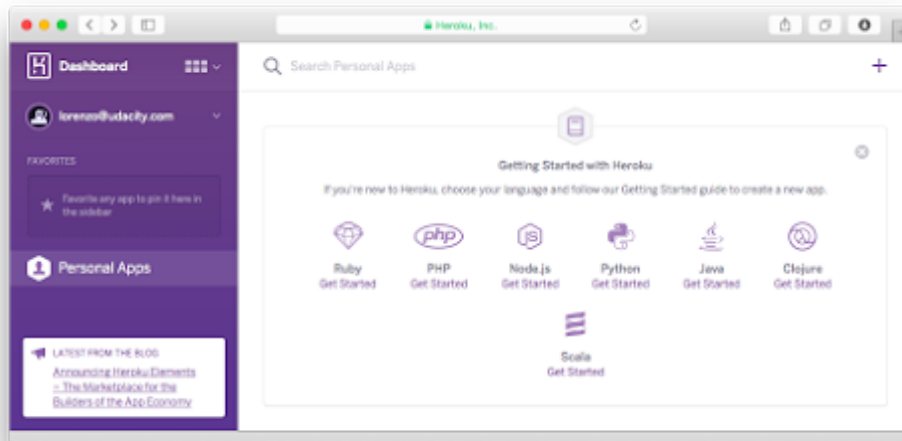 Heroku, Inc.
Dashboard
Search Personal Apps
lorenzo@udacity.com
FAVORITES
Favorite any app to pin it here in
the sidebar
Personal Apps
LATEST FROM THE BLOG
Announcing Heroku Elements
– The Marketplace for the
Builders of the App Economy
Getting Started with Heroku
If you're new to Heroku, choose your language and follow our Getting Started guide to create a new app.
php
JS
Ruby PHP Node.js Python Java Clojure
Get Started Get Started Get Started Get Started Get Started Get Started
Scala
Get Started